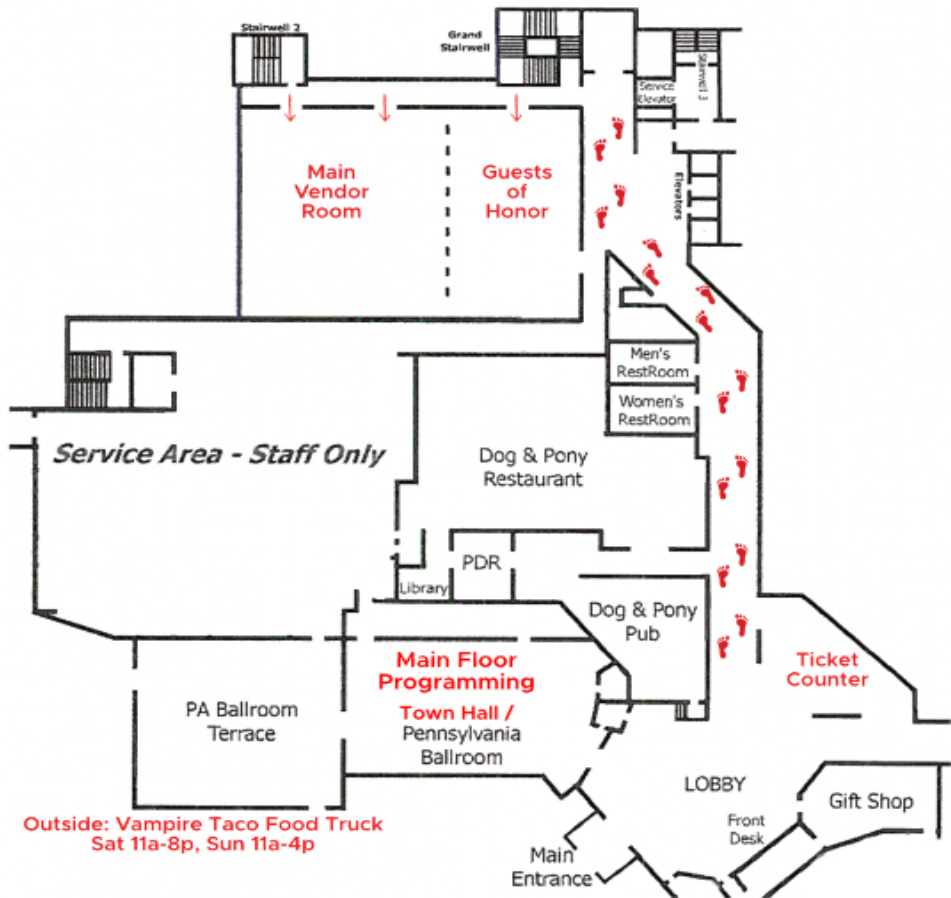 Stairwell 2
Grand
Stairwell
Service
Elevator
Stairwell 3
Main
Vendor
Room
Guests
of
Honor
Elevators
Men's
RestRoom
Women's
RestRoom
Service Area - Staff Only
Dog & Pony
Restaurant
PDR
Library
Dog & Pony
Pub
Main Floor
Programming
Town Hall /
Pennsylvania
Ballroom
PA Ballroom
Terrace
Ticket
Counter
LOBBY
Gift Shop
Front
Desk
Main
Entrance
Outside: Vampire Taco Food Truck
Sat 11a-8p, Sun 11a-4p